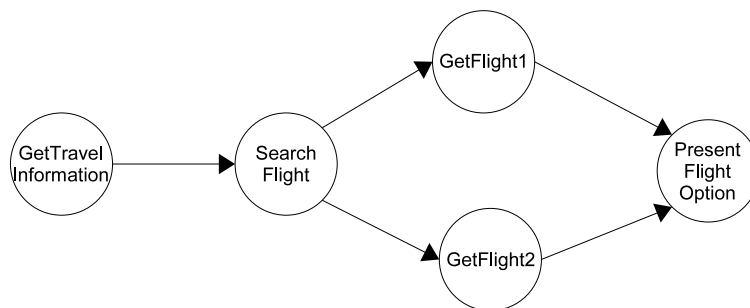 GetTravel
Information
Search
Flight
GetFlight1
GetFlight2
Present
Flight
Option